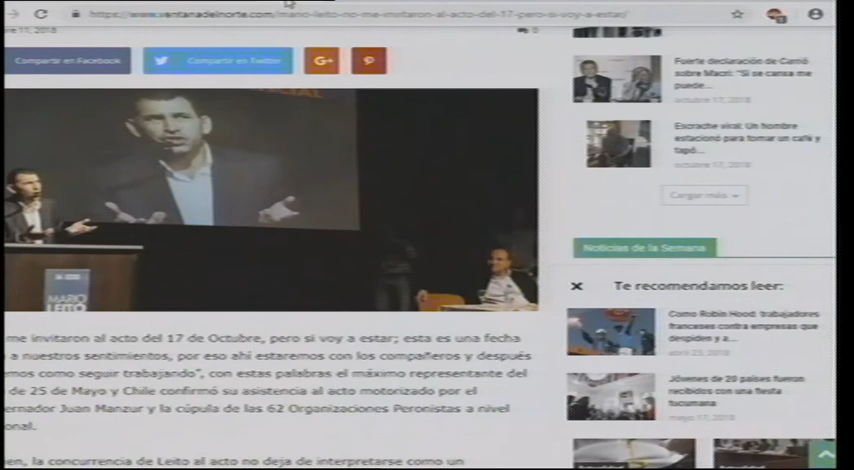 https://www.ventanadelnorte.com/mario-leito-no-me-invitaron-al-acto-del-17-pero-si-voy-a-estar/
11, 2018
0
Compartir en Facebook
Compartir en Twitter
G+
MARIO
LEITO
me invitaron al acto del 17 de Octubre, pero si voy a estar; esta es una fecha
a nuestros sentimientos, por eso ahí estaremos con los compañeros y después
emos como seguir trabajando", con estas palabras el máximo representante del
de 25 de Mayo y Chile confirmó su asistencia al acto motorizado por el
ernador Juan Manzur y la cúpula de las 62 Organizaciones Peronistas a nivel
onal.
en, la concurrencia de Leito al acto no deja de interpretarse como un
Fuerte declaración de Carrió
sobre Macri: "Si se cansa me
puede...
octubre 17, 2018
Escrache viral: Un hombre
estacionó para tomar un café y
tapó...
octubre 17, 2018
Cargar más
Noticias de la Semana
Te recomendamos leer:
Como Robin Hood: trabajadores
franceses contra empresas que
despiden y a...
abril 23, 2018
Jóvenes de 20 países fueron
recibidos con una fiesta
tucumana
mayo 17, 2018